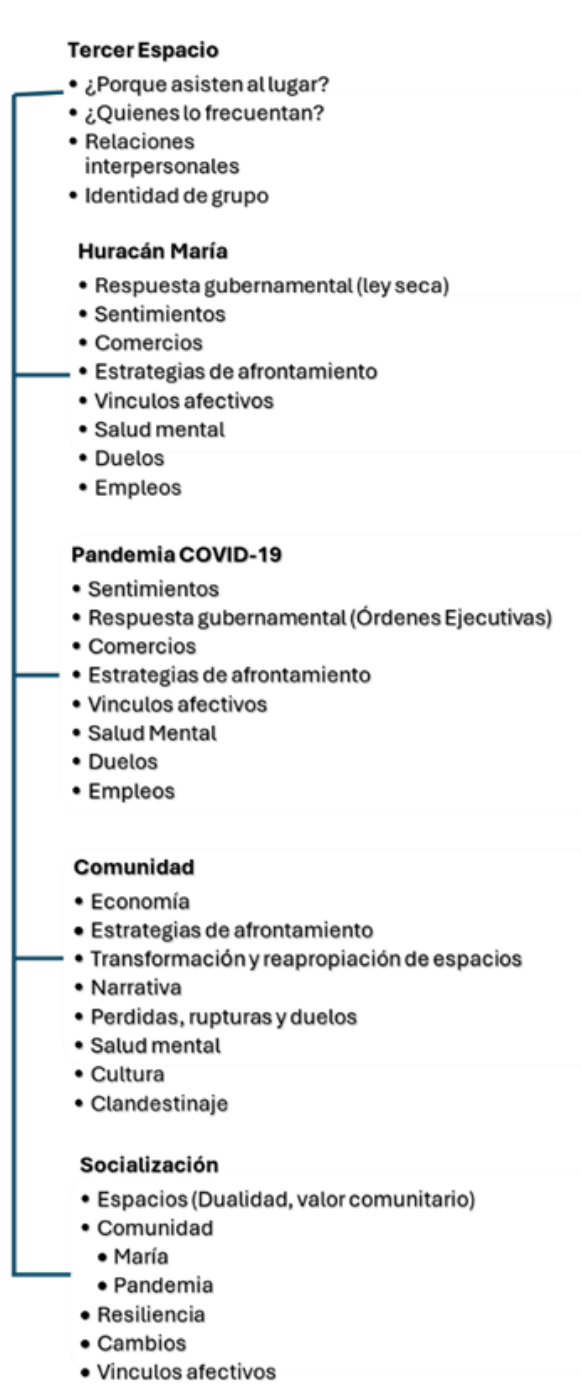 Tercer Espacio
• ¿Porque asisten al lugar?
• ¿Quienes lo frecuentan?
• Relaciones
interpersonales
• Identidad de grupo
Huracán María
• Respuesta gubernamental (ley seca)
• Sentimientos
• Comercios
• Estrategias de afrontamiento
• Vinculos afectivos
• Salud mental
• Duelos
• Empleos
Pandemia COVID-19
• Sentimientos
• Respuesta gubernamental (Órdenes Ejecutivas)
• Comercios
• Estrategias de afrontamiento
• Vinculos afectivos
• Salud Mental
• Duelos
• Empleos
Comunidad
• Economía
• Estrategias de afrontamiento
• Transformación y reapropiación de espacios
• Narrativa
• Perdidas, rupturas y duelos
• Salud mental
• Cultura
• Clandestinaje
Socialización
• Espacios (Dualidad, valor comunitario)
• Comunidad
• María
• Pandemia
• Resiliencia
• Cambios
• Vinculos afectivos